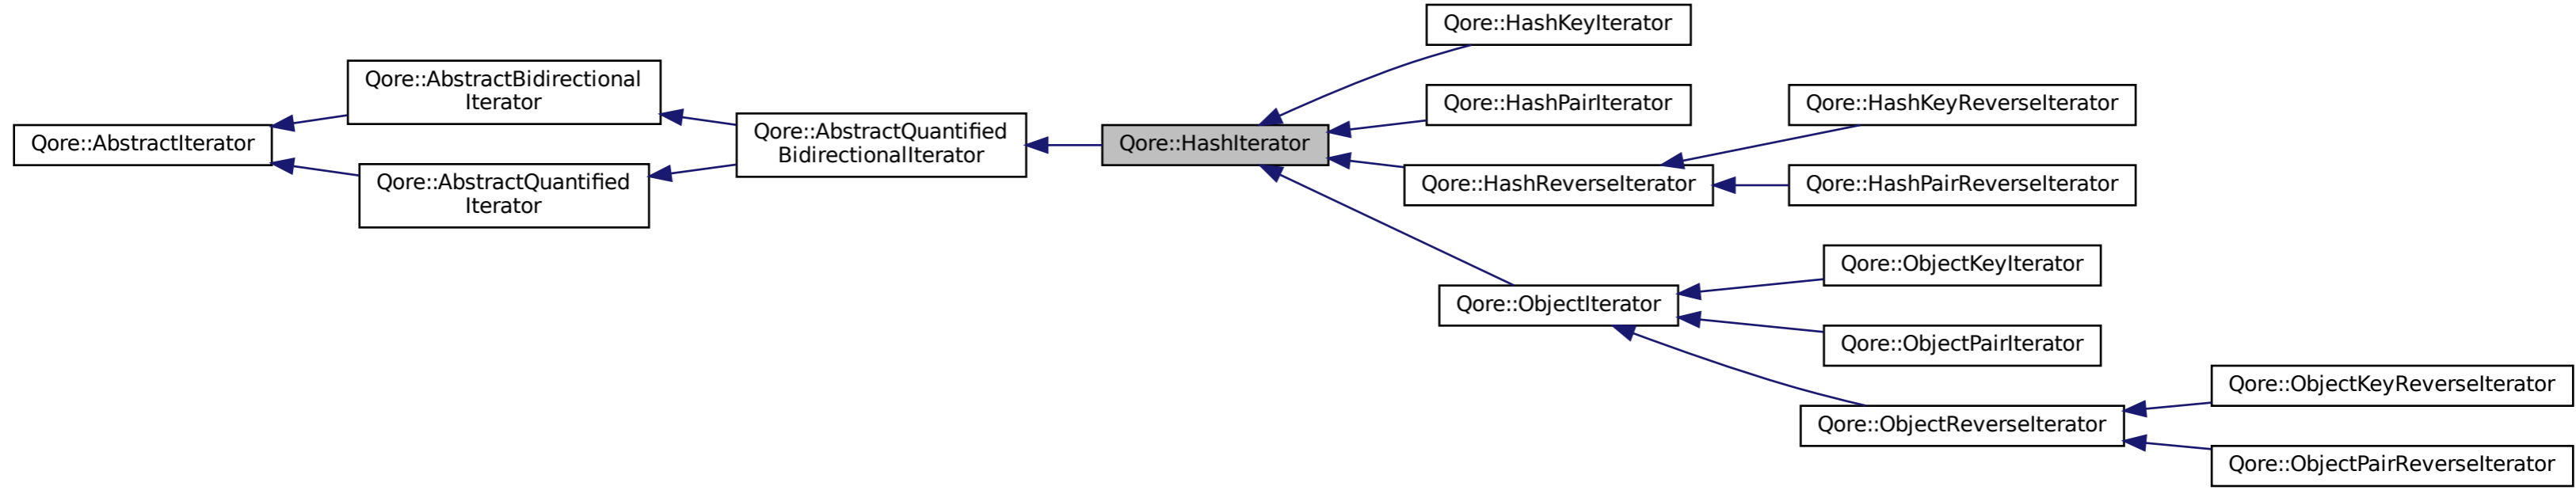 Qore::AbstractIterator
Qore::AbstractBidirectional
Iterator
Qore::AbstractQuantified
Iterator
Qore::AbstractQuantified
BidirectionalIterator
Qore::HashIterator
Qore::HashKeyIterator
Qore::HashPairIterator
Qore::HashReverseIterator
Qore::HashKeyReverseIterator
Qore::HashPairReverseIterator
Qore::ObjectIterator
Qore::ObjectKeyIterator
Qore::ObjectPairIterator
Qore::ObjectReverseIterator
Qore::ObjectKeyReverseIterator
Qore::ObjectPairReverseIterator